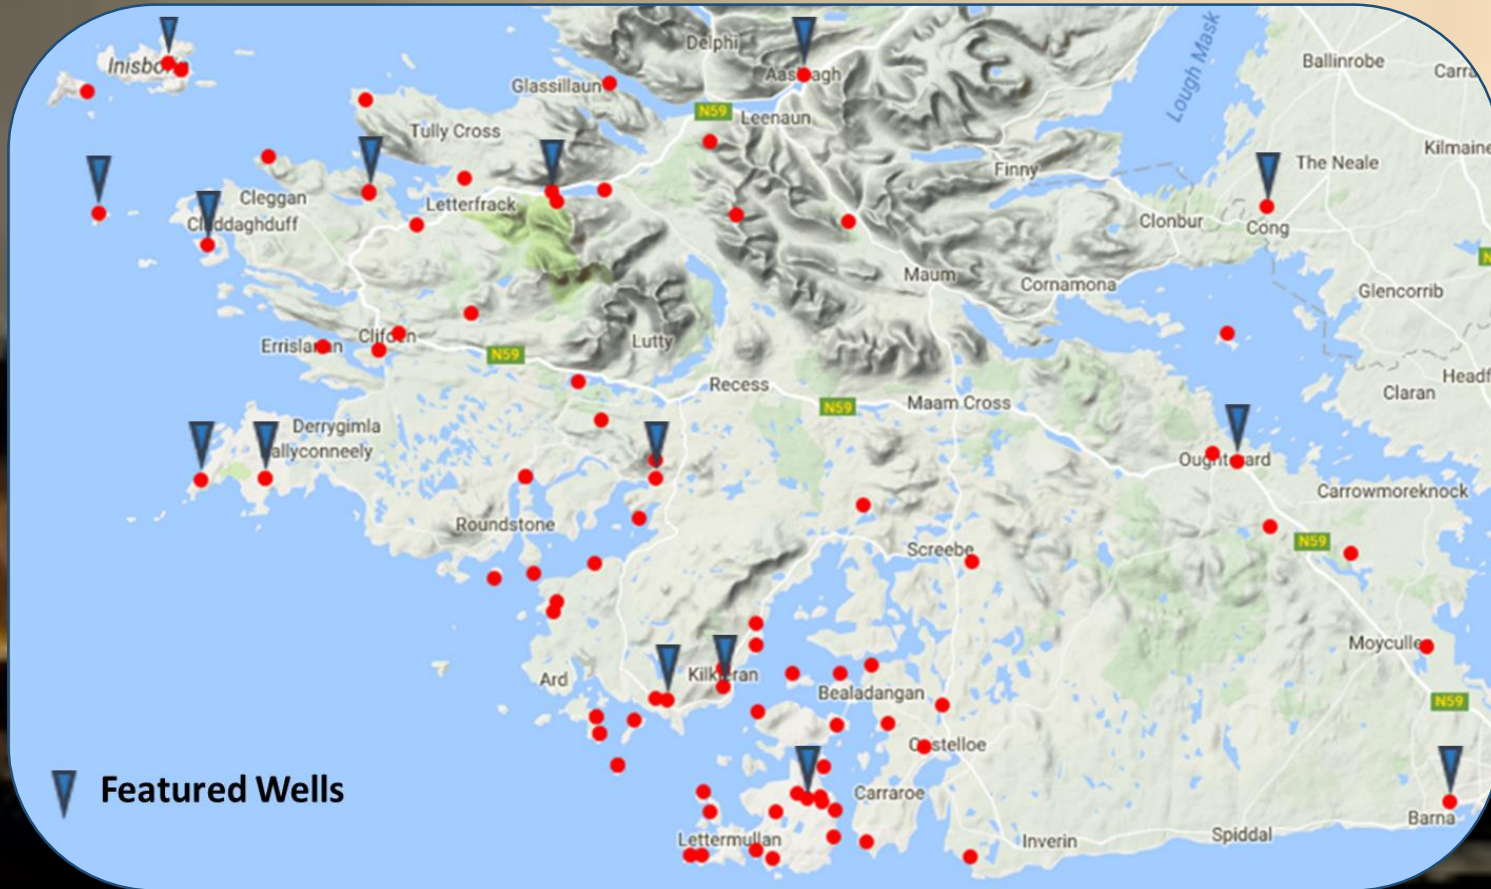 Delphi
Ballinrobe
Inisbofin
Aasleagh
Carra
Lough Mask
Glassillaun
N59
Leenaun
Tully Cross
Kilmaine
The Neale
Finny
Cleggan
Letterfrack
Claddaghduff
Clonbur
Cong
Maum
Cornamona
Glencorrib
Clifden
Errislannan
Lutty
N59
Recess
Headf
Claran
N59
Maam Cross
Derrygimla
Ballyconneely
Oughterard
Carrowmoreknock
Roundstone
N59
Screebe
Moycullen
Ard
Kilkieran
Bealadangan
N59
Costelloe
Featured Wells
Carraroe
Barna
Lettermullan
Inverin
Spiddal